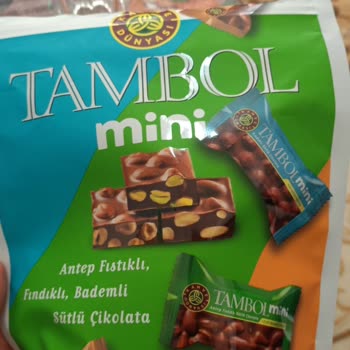 DÜNYASI
TAMBOL
mini
TAMBOL mini
Antep Fıstıklı,
Fındıklı, Bademli
Sütlü Çikolata
TAMBOL mini